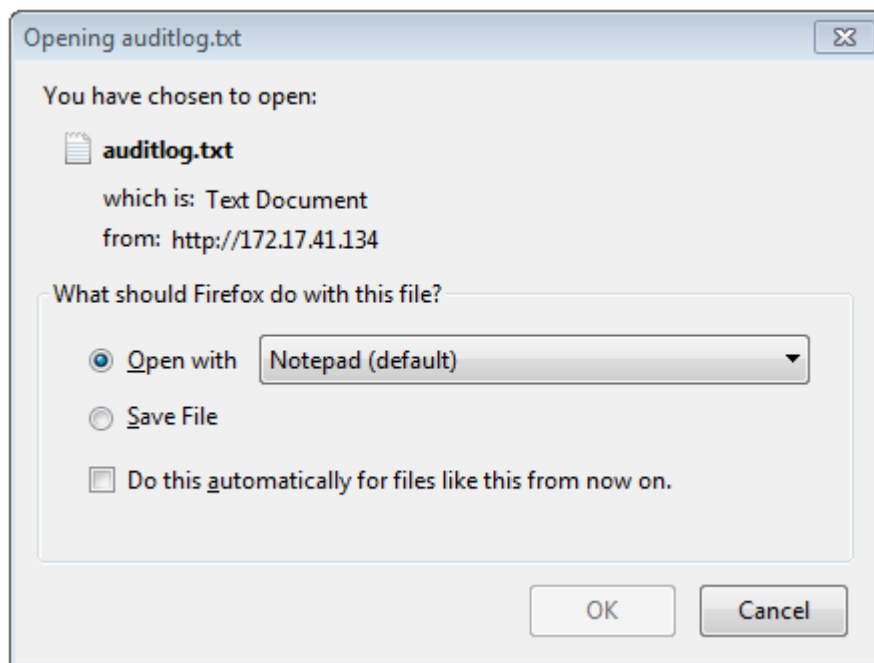 Opening auditlog.txt
You have chosen to open:
auditlog.txt
which is: Text Document
from: http://172.17.41.134
What should Firefox do with this file?
Open with Notepad (default)
Save File
Do this automatically for files like this from now on.
OK Cancel